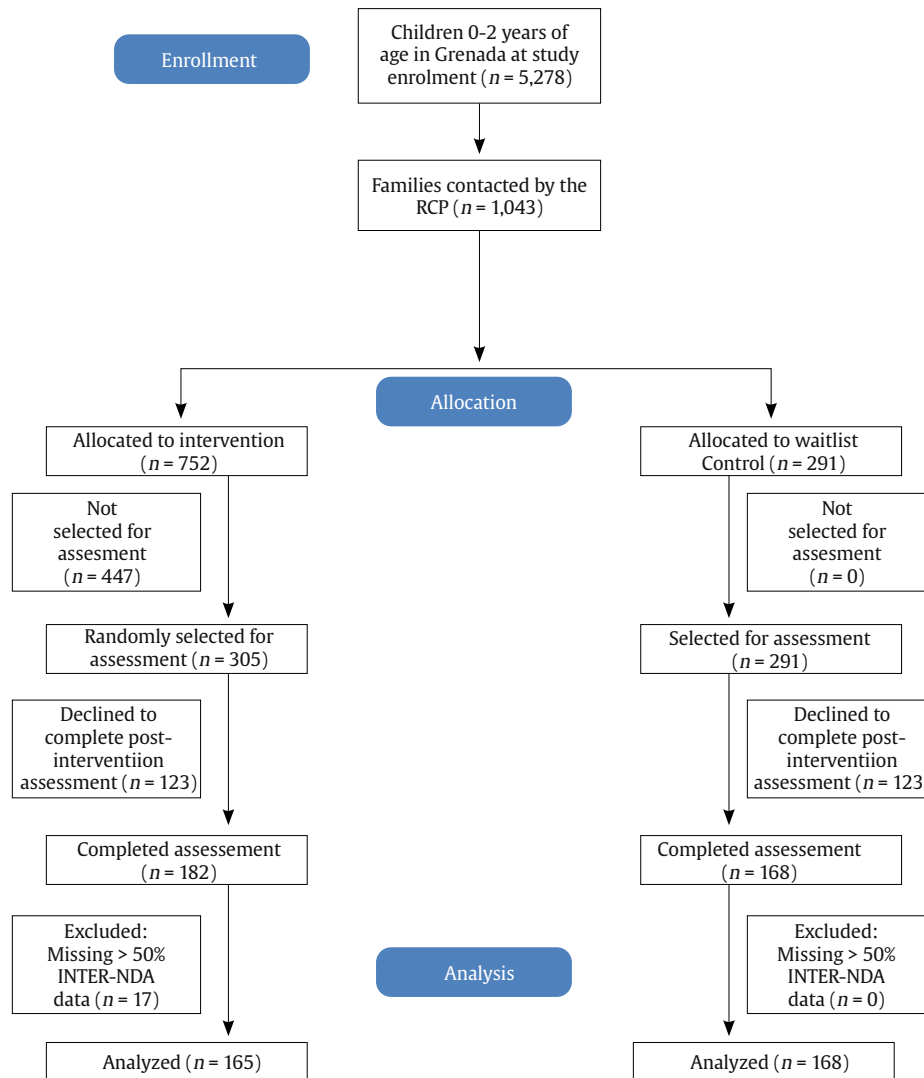 Enrollment
Children 0-2 years of
age in Grenada at study
enrolment (n = 5,278)
Families contacted by the
RCP (n = 1,043)
Allocation
Allocated to intervention
(n = 752)
Allocated to waitlist
Control (n = 291)
Not
selected for
assesment
(n = 447)
Not
selected for
assesment
(n = 0)
Randomly selected for
assessment (n = 305)
Selected for assessment
(n = 291)
Declined to
complete post-
interventiion
assessment (n = 123)
Declined to
complete post-
interventiion
assessment (n = 123
Completed assessement
(n = 182)
Completed assessement
(n = 168)
Excluded:
Missing > 50%
INTER-NDA
data (n = 17)
Analysis
Excluded:
Missing > 50%
INTER-NDA
data (n = 0)
Analyzed (n = 165)
Analyzed (n = 168)